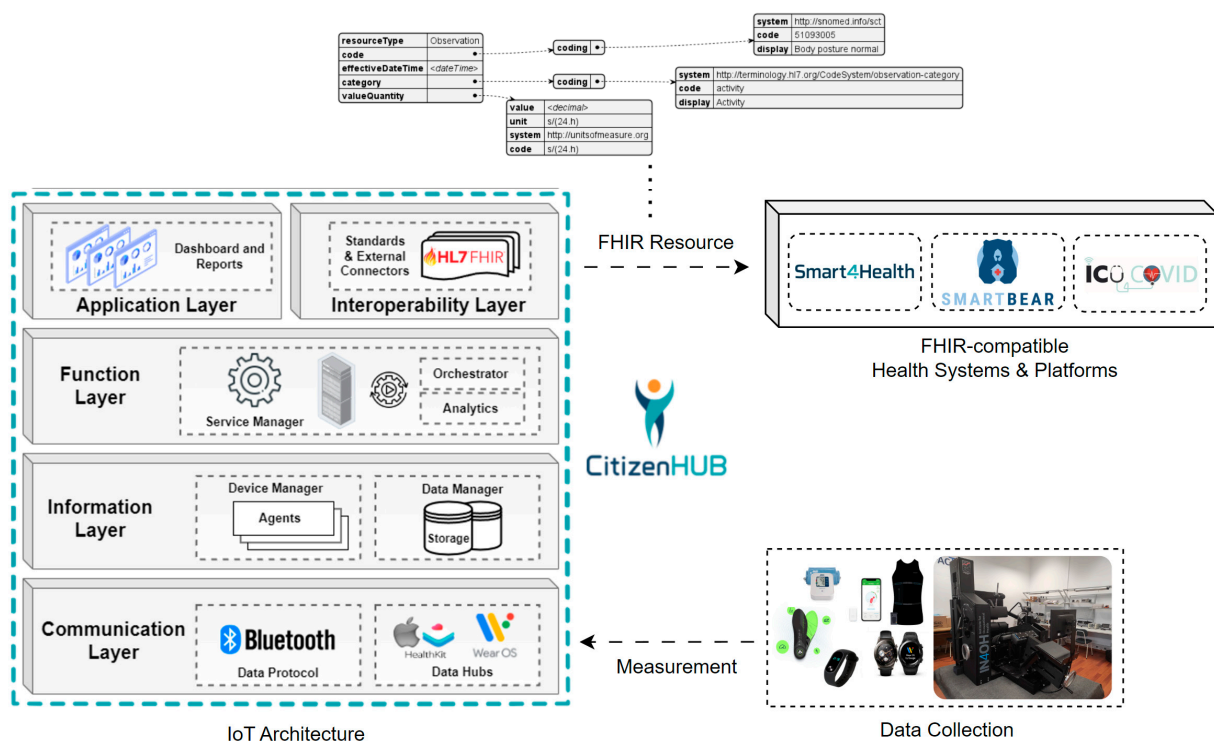 resourceType Observation
code
effectiveDateTime <dateTime>
category
valueQuantity
coding
system http://snomed.info/sct
code 51093005
display Body posture normal
coding
system http://terminology.hl7.org/CodeSystem/observation-category
code activity
display Activity
value <decimal>
unit s/(24.h)
system http://unitsofmeasure.org
code s/(24.h)
Dashboard and
Reports
Application Layer
Standards
& External
Connectors
HL7 FHIR
Interoperability Layer
FHIR Resource
Smart4Health
SMARTBEAR
ICU COVID
FHIR-compatible
Health Systems & Platforms
Function
Layer
Service Manager
Orchestrator
Analytics
CitizenHUB
Information
Layer
Device Manager
Agents
Data Manager
Storage
Communication
Layer
Bluetooth
Data Protocol
HealthKit
Wear OS
Data Hubs
Measurement
IN4OH
Data Collection
IoT Architecture